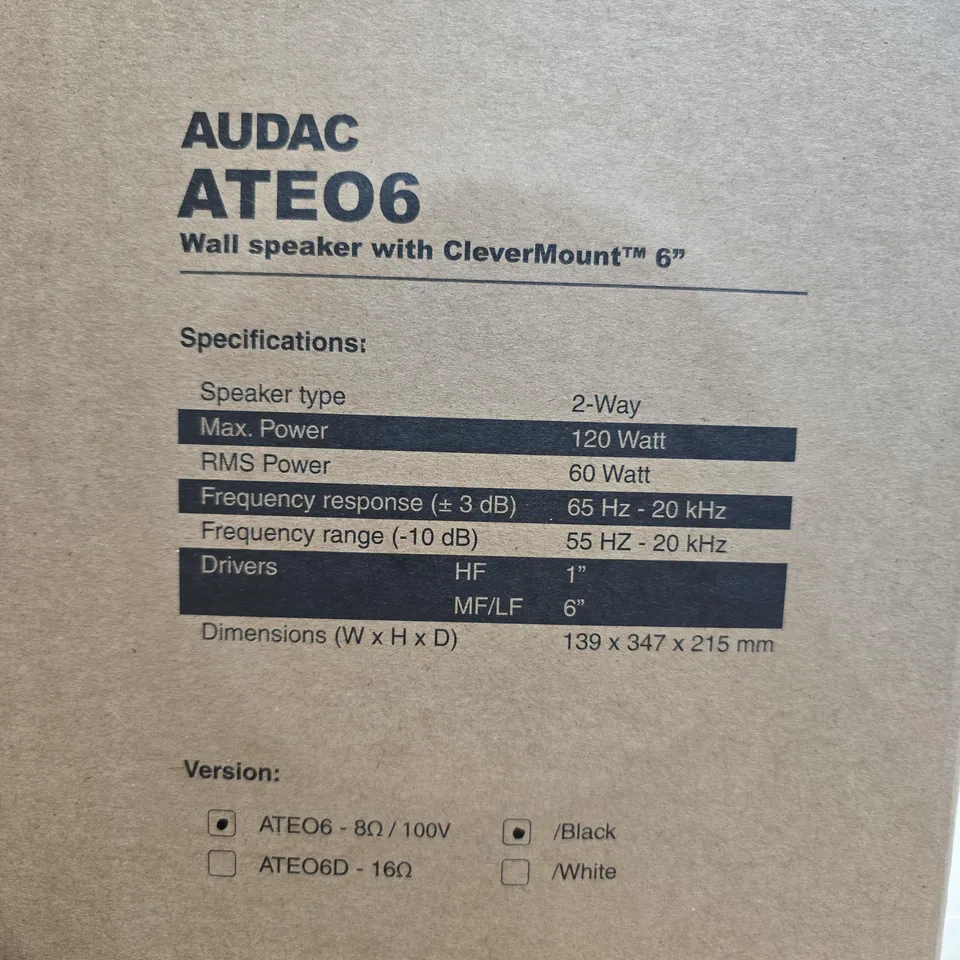 AUDAC
ATEO6
Wall speaker with CleverMount™ 6”
Specifications:
Speaker type 2-Way
Max. Power 120 Watt
RMS Power 60 Watt
Frequency response (± 3 dB) 65 Hz - 20 kHz
Frequency range (-10 dB) 55 HZ - 20 kHz
Drivers HF 1”
MF/LF 6”
Dimensions (W x H x D) 139 x 347 x 215 mm
Version:
ATEO6 - 8Ω / 100V /Black
ATEO6D - 16Ω /White